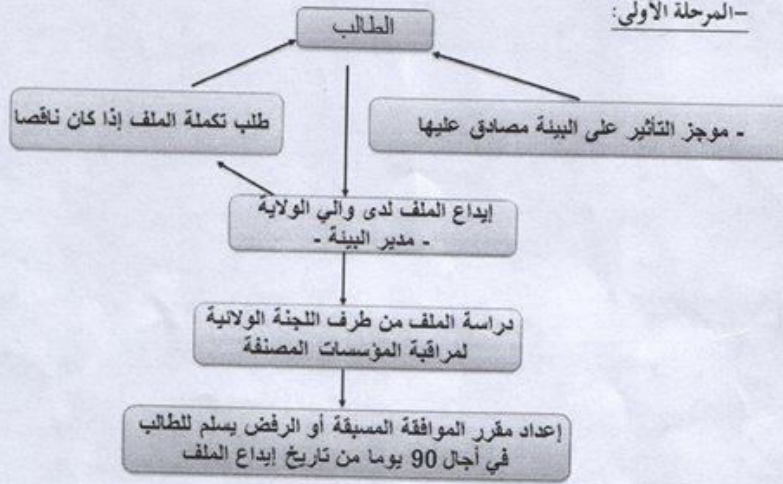 -المرحلة الأولى:
الطالب
- موجز التأثير على البيئة مصادق عليها
طلب تكملة الملف إذا كان ناقصا
إيداع الملف لدى والي الولاية
- مدير البيئة -
دراسة الملف من طرف اللجنة الولائية
لمراقبة المؤسسات المصنفة
إعداد مقرر الموافقة المسبقة أو الرفض يسلم للطالب
في أجال 90 يوما من تاريخ إيداع الملف